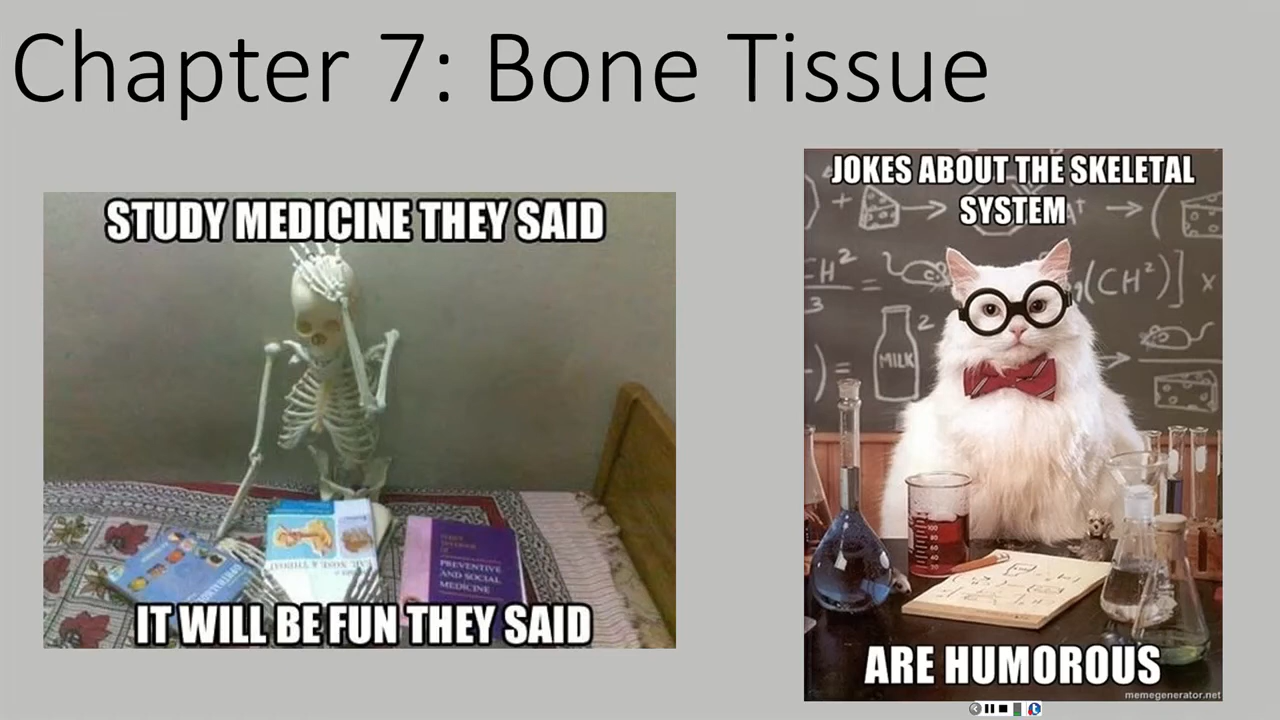 Chapter 7: Bone Tissue
STUDY MEDICINE THEY SAID
PREVENTIVE
AND SOCIAL
MEDICINE
IT WILL BE FUN THEY SAID
JOKES ABOUT THE SKELETAL
SYSTEM
MILK
ARE HUMOROUS
memegenerator.net